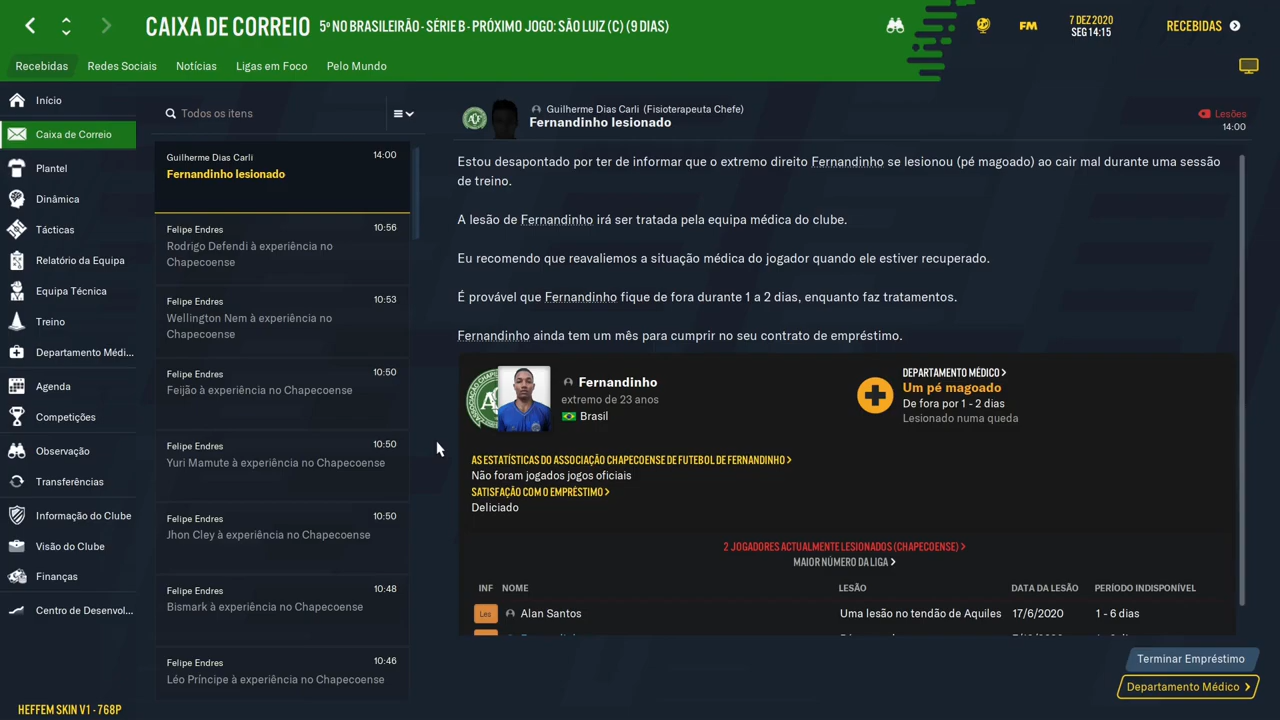 CAIXA DE CORREIO
5º NO BRASILEIRÃO - SÉRIE B - PRÓXIMO JOGO: SÃO LUIZ (C) (9 DIAS)
FM
7 DEZ 2020
SEG 14:15
RECEBIDAS
Recebidas
Redes Sociais
Notícias
Ligas em Foco
Pelo Mundo
Início
Caixa de Correio
Plantel
Dinâmica
Tácticas
Relatório da Equipa
Equipa Técnica
Treino
Departamento Médi...
Agenda
Competições
Observação
Transferências
Informação do Clube
Visão do Clube
Finanças
Centro de Desenvol...
HEFFEM SKIN V1 - 768P
Todos os itens
Guilherme Dias Carli 14:00
Fernandinho lesionado
Felipe Endres 10:56
Rodrigo Defendi à experiência no
Chapecoense
Felipe Endres 10:53
Wellington Nem à experiência no
Chapecoense
Felipe Endres 10:50
Feijão à experiência no Chapecoense
Felipe Endres 10:50
Yuri Mamute à experiência no Chapecoense
Felipe Endres 10:50
Jhon Cley à experiência no Chapecoense
Felipe Endres 10:48
Bismark à experiência no Chapecoense
Felipe Endres 10:46
Léo Príncipe à experiência no Chapecoense
Guilherme Dias Carli (Fisioterapeuta Chefe)
Fernandinho lesionado
Lesões
14:00
Estou desapontado por ter de informar que o extremo direito Fernandinho se lesionou (pé magoado) ao cair mal durante uma sessão
de treino.
A lesão de Fernandinho irá ser tratada pela equipa médica do clube.
Eu recomendo que reavaliemos a situação médica do jogador quando ele estiver recuperado.
É provável que Fernandinho fique de fora durante 1 a 2 dias, enquanto faz tratamentos.
Fernandinho ainda tem um mês para cumprir no seu contrato de empréstimo.
Fernandinho
extremo de 23 anos
Brasil
DEPARTAMENTO MÉDICO
Um pé magoado
De fora por 1 - 2 dias
Lesionado numa queda
AS ESTATÍSTICAS DO ASSOCIAÇÃO CHAPECOENSE DE FUTEBOL DE FERNANDINHO
Não foram jogados jogos oficiais
SATISFAÇÃO COM O EMPRÉSTIMO
Deliciado
2 JOGADORES ACTUALMENTE LESIONADOS (CHAPECOENSE)
MAIOR NÚMERO DA LIGA
INF NOME LESÃO DATA DA LESÃO PERÍODO INDISPONÍVEL
Les Alan Santos Uma lesão no tendão de Aquiles 17/6/2020 1 - 6 dias
Terminar Empréstimo
Departamento Médico